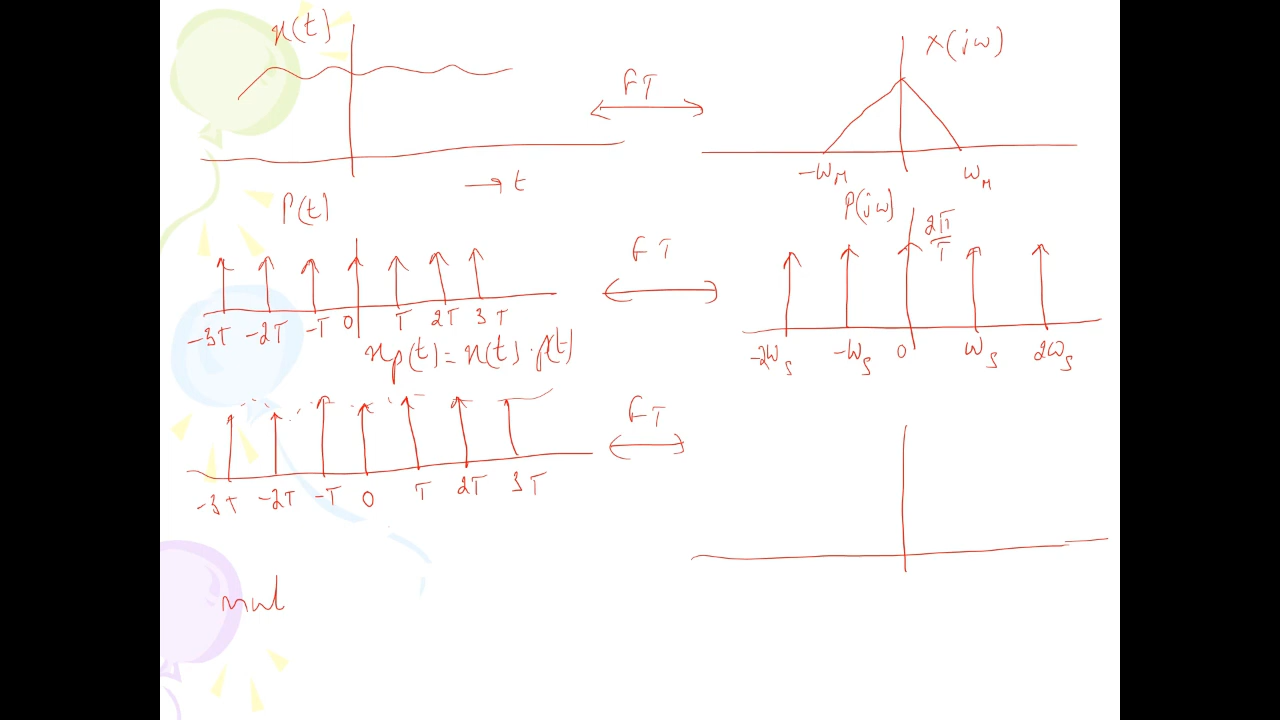 x(t)
X(jω)
FT
-ω_M ω_M
→ t
P(t)
P(jω)
2π/T
FT
-3T -2T -T 0 T 2T 3T
-2ω_s -ω_s 0 ω_s 2ω_s
x_p(t) = x(t) · p(t)
FT
-3T -2T -T 0 T 2T 3T
mul